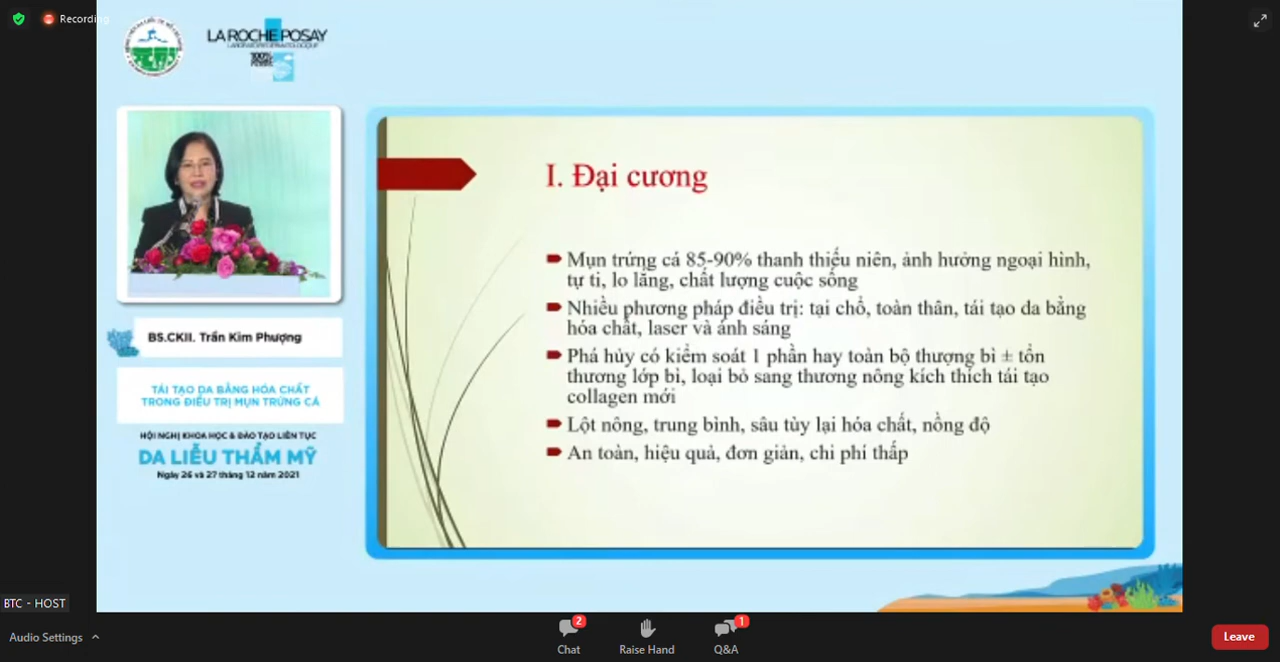 Recording
LA ROCHE POSAY
LABORATOIRE DERMATOLOGIQUE
I. Đại cương
Mụn trứng cá 85-90% thanh thiếu niên, ảnh hưởng ngoại hình,
tự ti, lo lắng, chất lượng cuộc sống
Nhiều phương pháp điều trị: tại chỗ, toàn thân, tái tạo da bằng
hóa chất, laser và ánh sáng
Phá hủy có kiểm soát 1 phần hay toàn bộ thượng bì ± tổn
thương lớp bì, loại bỏ sang thương nông kích thích tái tạo
collagen mới
Lột nông, trung bình, sâu tùy lại hóa chất, nồng độ
An toàn, hiệu quả, đơn giản, chi phí thấp
BS.CKII. Trần Kim Phượng
TÁI TẠO DA BẰNG HÓA CHẤT
TRONG ĐIỀU TRỊ MỤN TRỨNG CÁ
HỘI NGHỊ KHOA HỌC & ĐÀO TẠO LIÊN TỤC
DA LIỄU THẨM MỸ
Ngày 26 và 27 tháng 12 năm 2021
BTC - HOST
Audio Settings
2
Chat
Raise Hand
1
Q&A
Leave